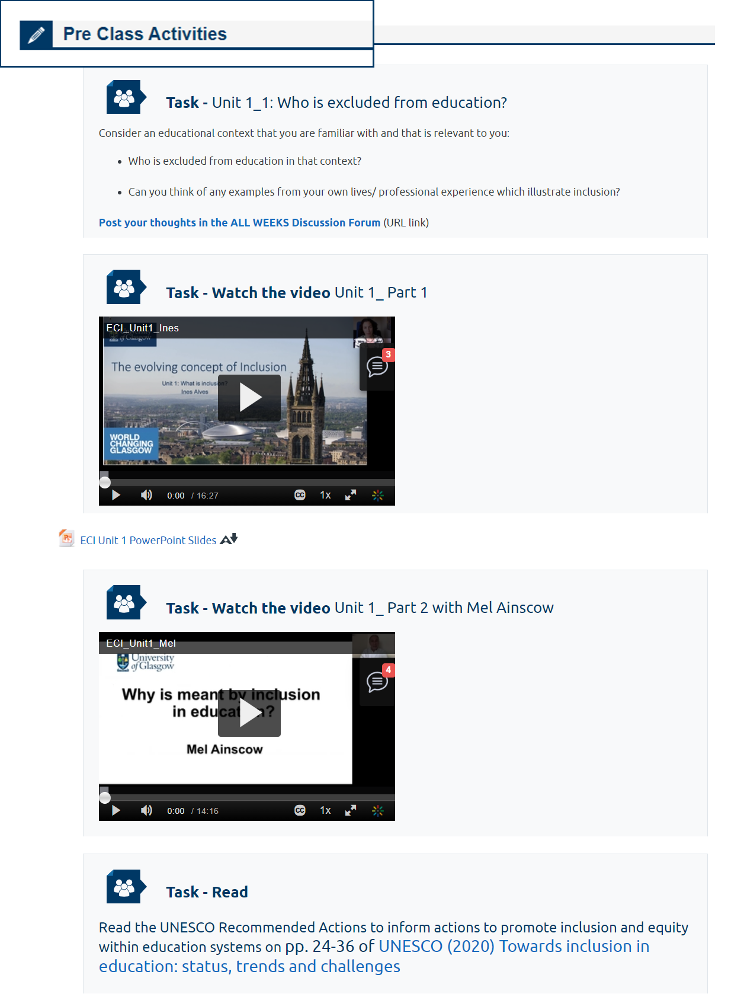 Pre Class Activities
Task - Unit 1_1: Who is excluded from education?
Consider an educational context that you are familiar with and that is relevant to you:
• Who is excluded from education in that context?
• Can you think of any examples from your own lives/ professional experience which illustrate inclusion?
Post your thoughts in the ALL WEEKS Discussion Forum (URL link)
Task - Watch the video Unit 1_ Part 1
ECI_Unit1_Ines
of Glasgow
3
The evolving concept of Inclusion
Unit 1: What is inclusion?
Ines Alves
WORLD
CHANGING
GLASGOW
0:00 / 16:27
CC
1x
ECI Unit 1 PowerPoint Slides
Task - Watch the video Unit 1_ Part 2 with Mel Ainscow
ECI_Unit1_Mel
University
of Glasgow
4
Why is meant by inclusion
in education?
Mel Ainscow
0:00 / 14:16
CC
1x
Task - Read
Read the UNESCO Recommended Actions to inform actions to promote inclusion and equity
within education systems on pp. 24-36 of UNESCO (2020) Towards inclusion in
education: status, trends and challenges